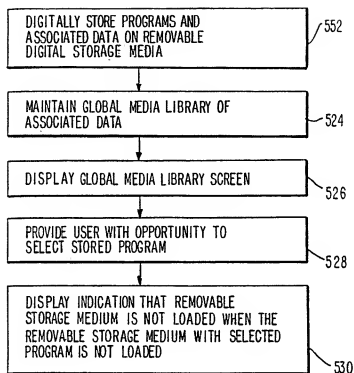 DIGITALLY STORE PROGRAMS AND
ASSOCIATED DATA ON REMOVABLE
DIGITAL STORAGE MEDIA
552
MAINTAIN GLOBAL MEDIA LIBRARY OF
ASSOCIATED DATA
524
DISPLAY GLOBAL MEDIA LIBRARY SCREEN
526
PROVIDE USER WITH OPPORTUNITY TO
SELECT STORED PROGRAM
528
DISPLAY INDICATION THAT REMOVABLE
STORAGE MEDIUM IS NOT LOADED WHEN THE
REMOVABLE STORAGE MEDIUM WITH SELECTED
PROGRAM IS NOT LOADED
530